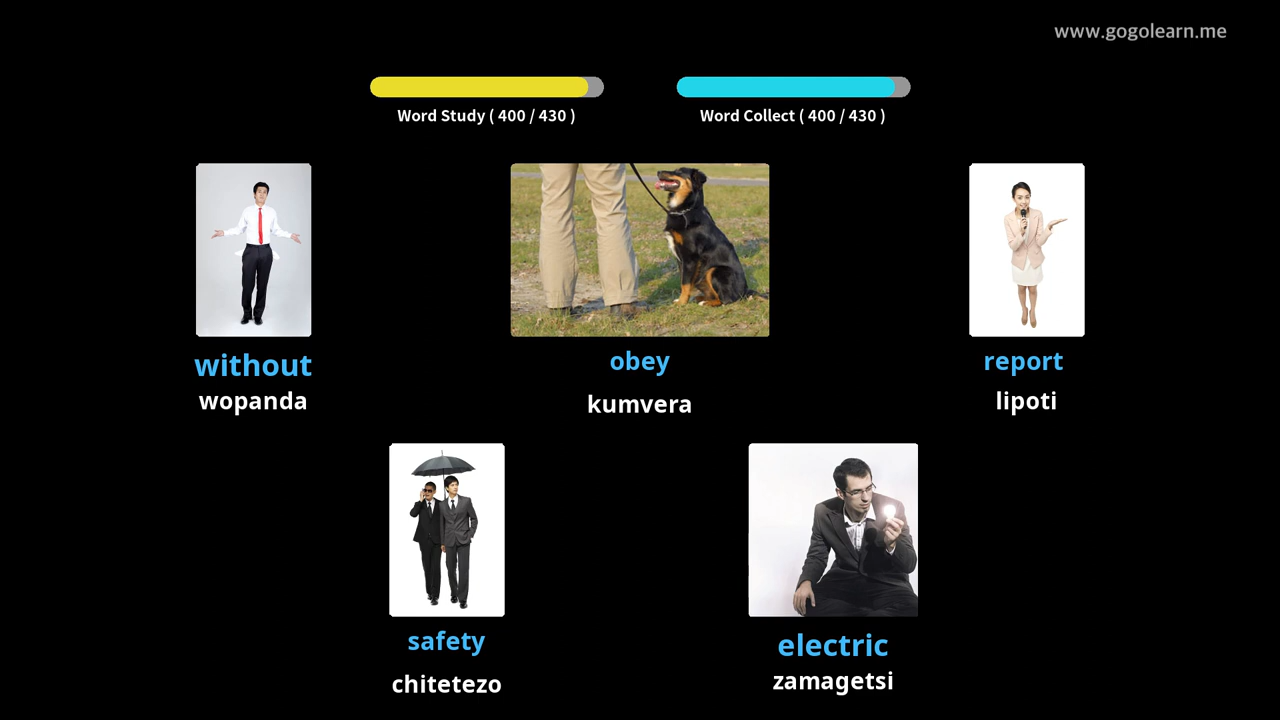 www.gogolearn.me
Word Study ( 400 / 430 )
Word Collect ( 400 / 430 )
without
wopanda
obey
kumvera
report
lipoti
safety
chitetezo
electric
zamagetsi